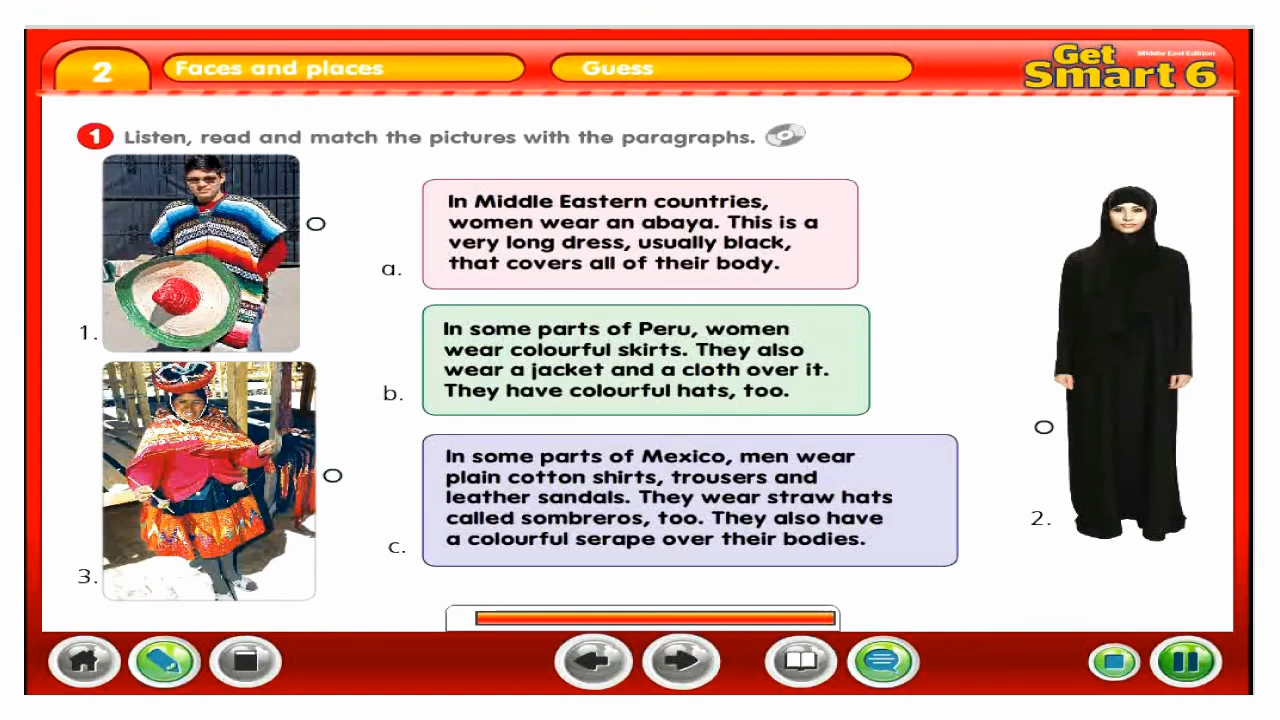 2
Faces and places
Guess
Get
Middle East Edition
Smart 6
1 Listen, read and match the pictures with the paragraphs.
1.
a.
In Middle Eastern countries,
women wear an abaya. This is a
very long dress, usually black,
that covers all of their body.
b.
In some parts of Peru, women
wear colourful skirts. They also
wear a jacket and a cloth over it.
They have colourful hats, too.
c.
In some parts of Mexico, men wear
plain cotton shirts, trousers and
leather sandals. They wear straw hats
called sombreros, too. They also have
a colourful serape over their bodies.
2.
3.